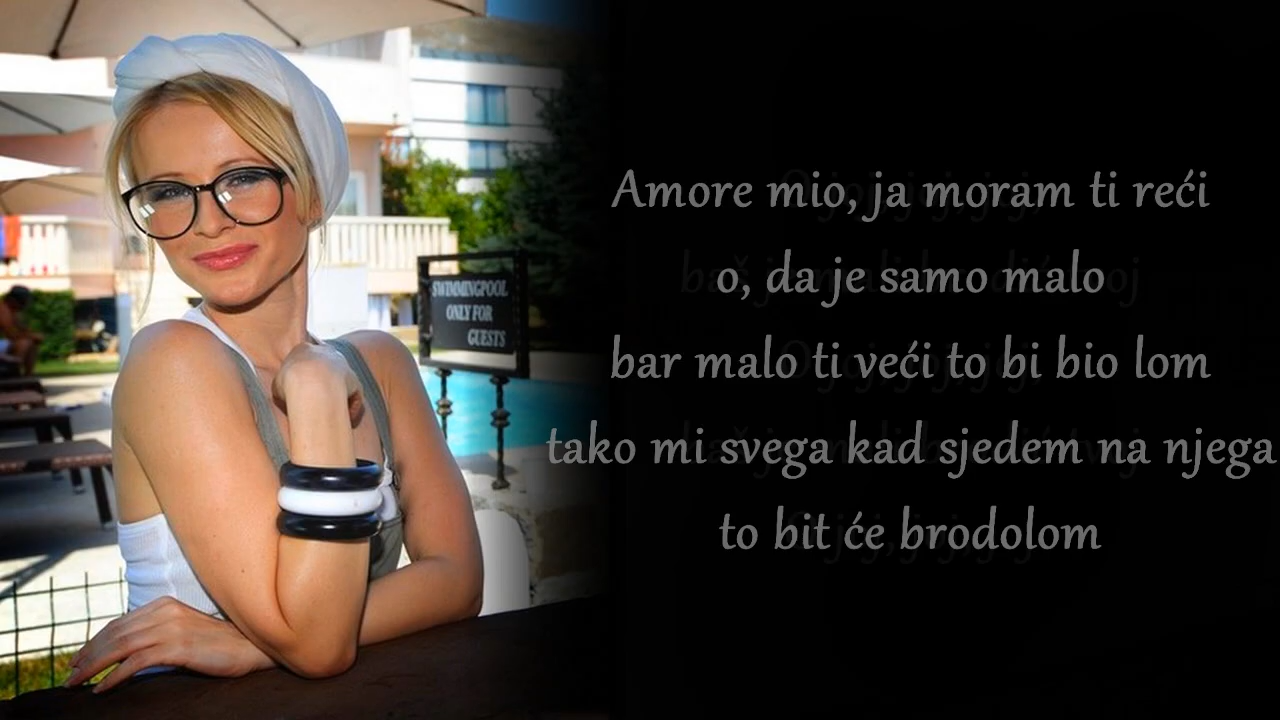 SWIMMINGPOOL
ONLY FOR
GUESTS
Amore mio, ja moram ti reći
o, da je samo malo
bar malo ti veći to bi bio lom
tako mi svega kad sjedem na njega
to bit će brodolom